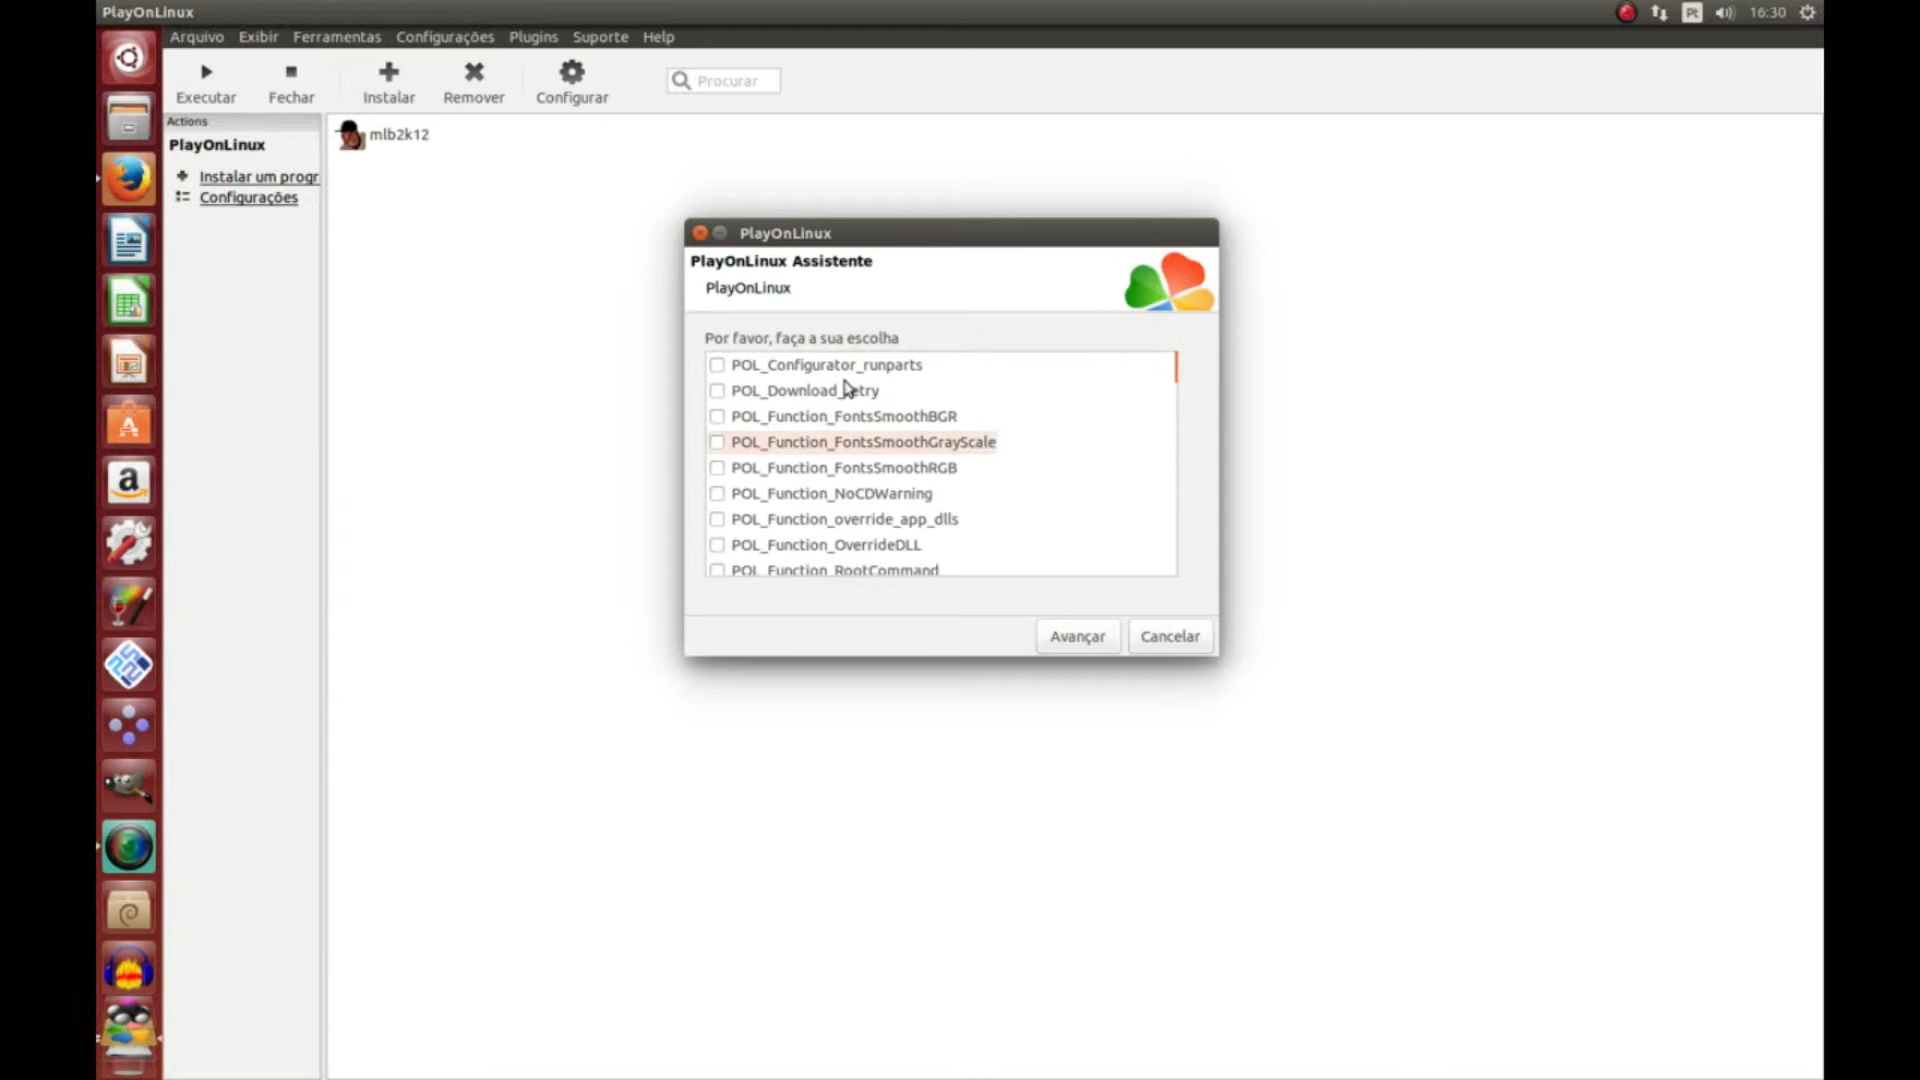 PlayOnLinux
Pt
16:30
Arquivo Exibir Ferramentas Configurações Plugins Suporte Help
Executar Fechar Instalar Remover Configurar Procurar
Actions
PlayOnLinux
Instalar um progr
Configurações
mlb2k12
PlayOnLinux
PlayOnLinux Assistente
PlayOnLinux
Por favor, faça a sua escolha
POL_Configurator_runparts
POL_Download_retry
POL_Function_FontsSmoothBGR
POL_Function_FontsSmoothGrayScale
POL_Function_FontsSmoothRGB
POL_Function_NoCDWarning
POL_Function_override_app_dlls
POL_Function_OverrideDLL
POL_Function_RootCommand
Avançar Cancelar